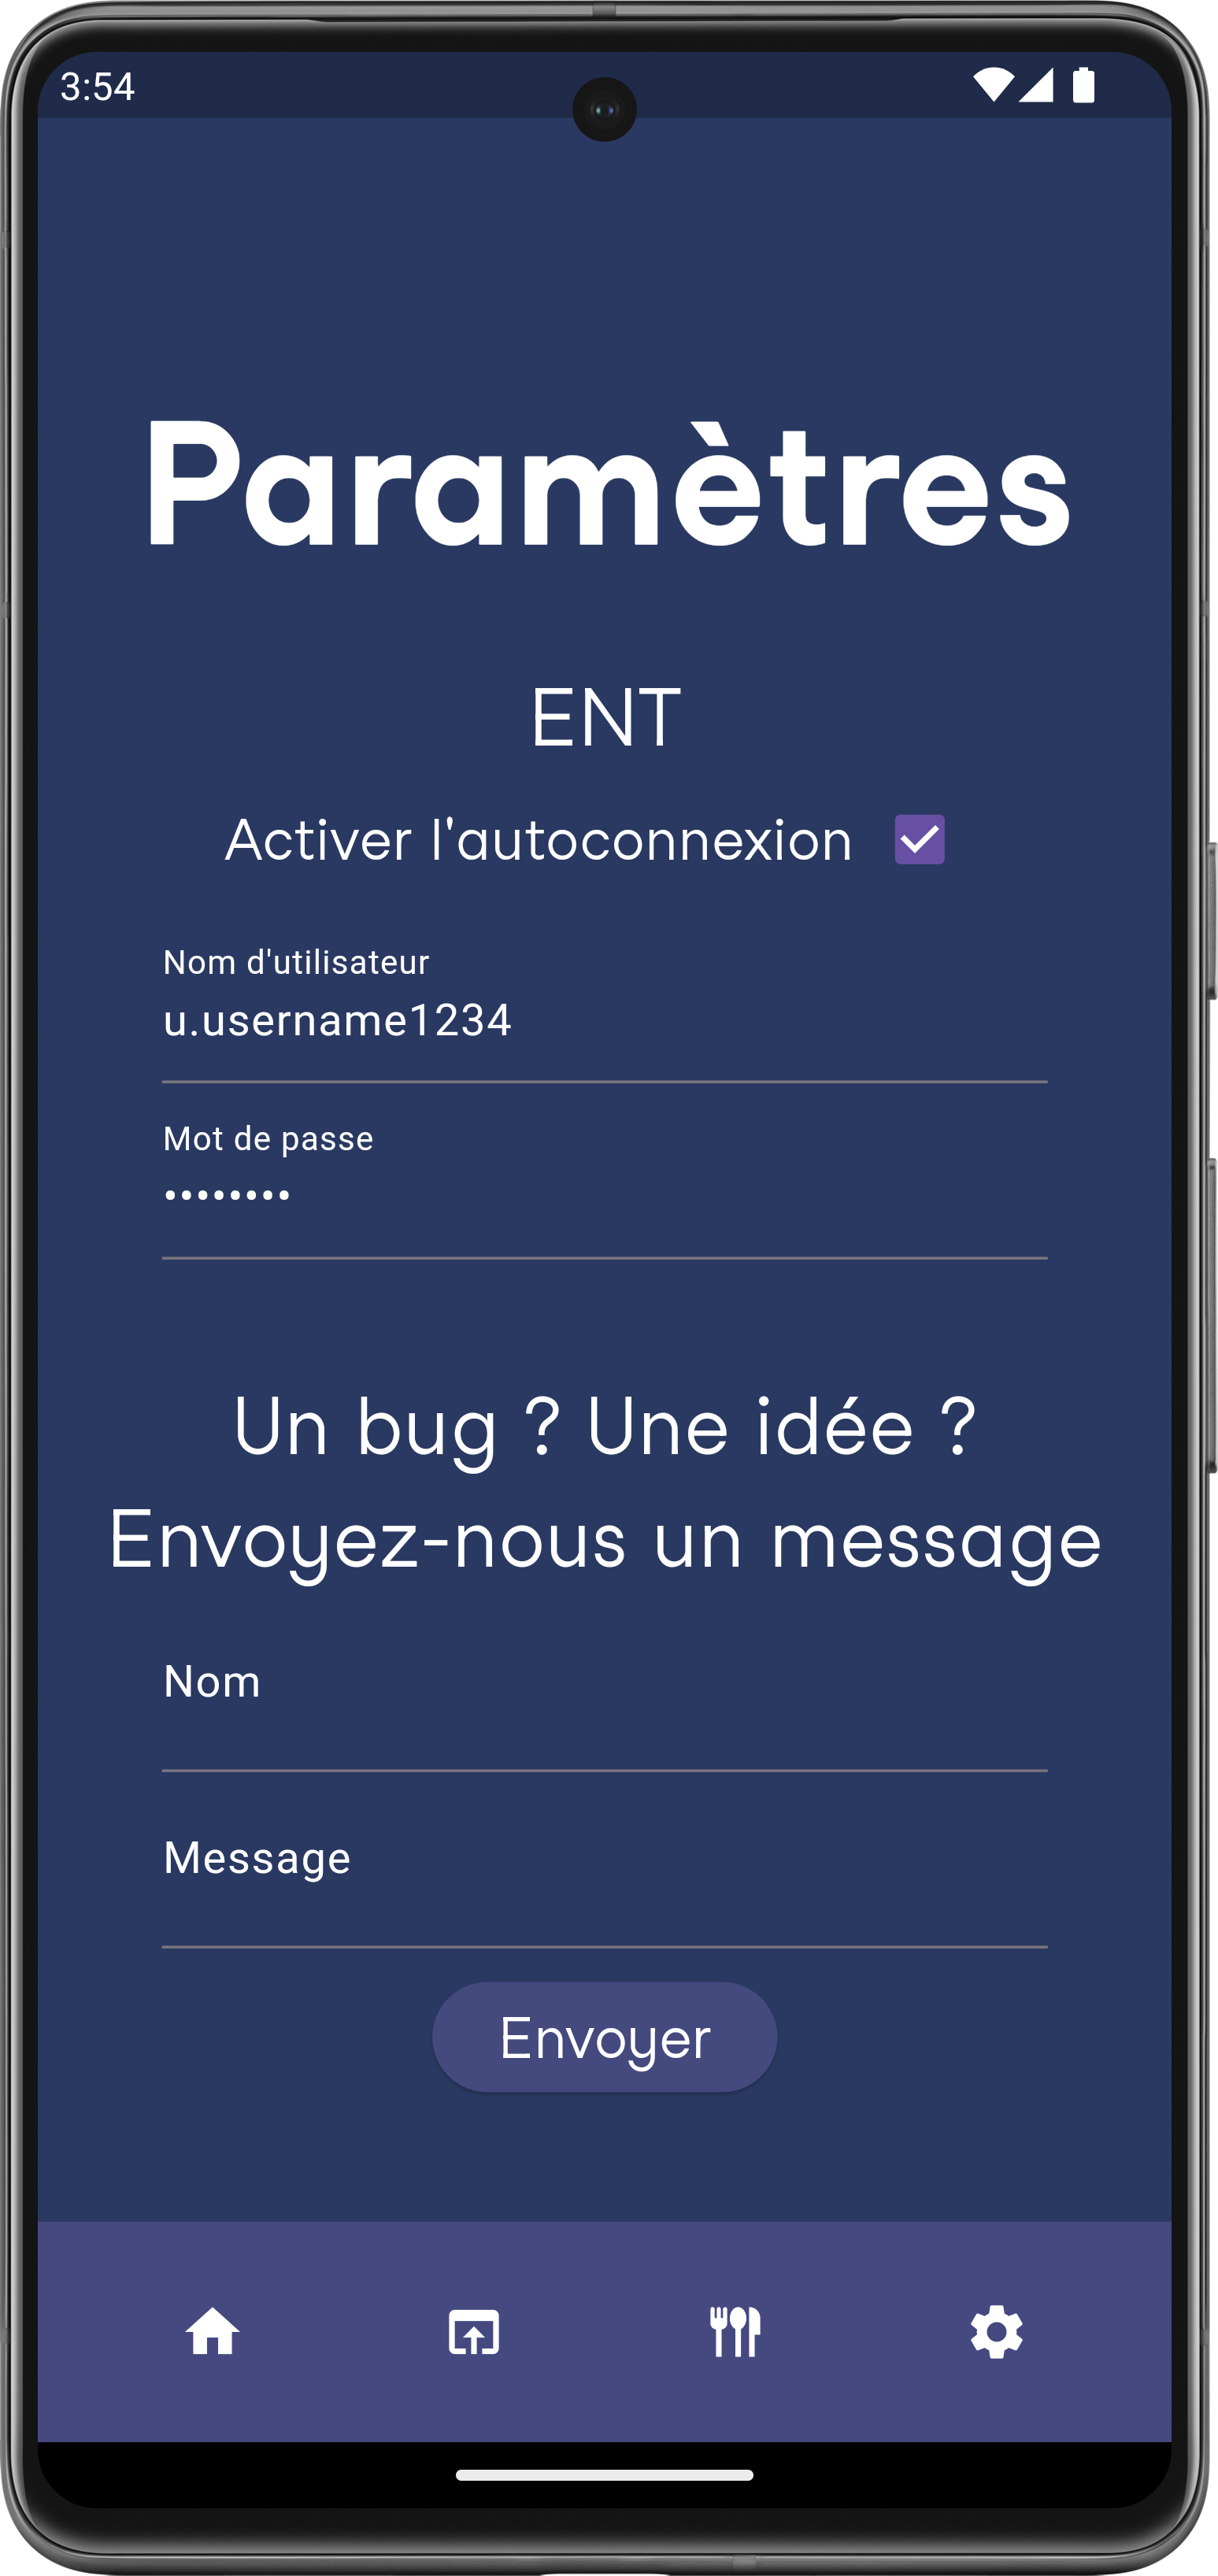 3:54
Paramètres
ENT
Activer l'autoconnexion
Nom d'utilisateur
u.username1234
Mot de passe
••••••••
Un bug ? Une idée ?
Envoyez-nous un message
Nom
Message
Envoyer